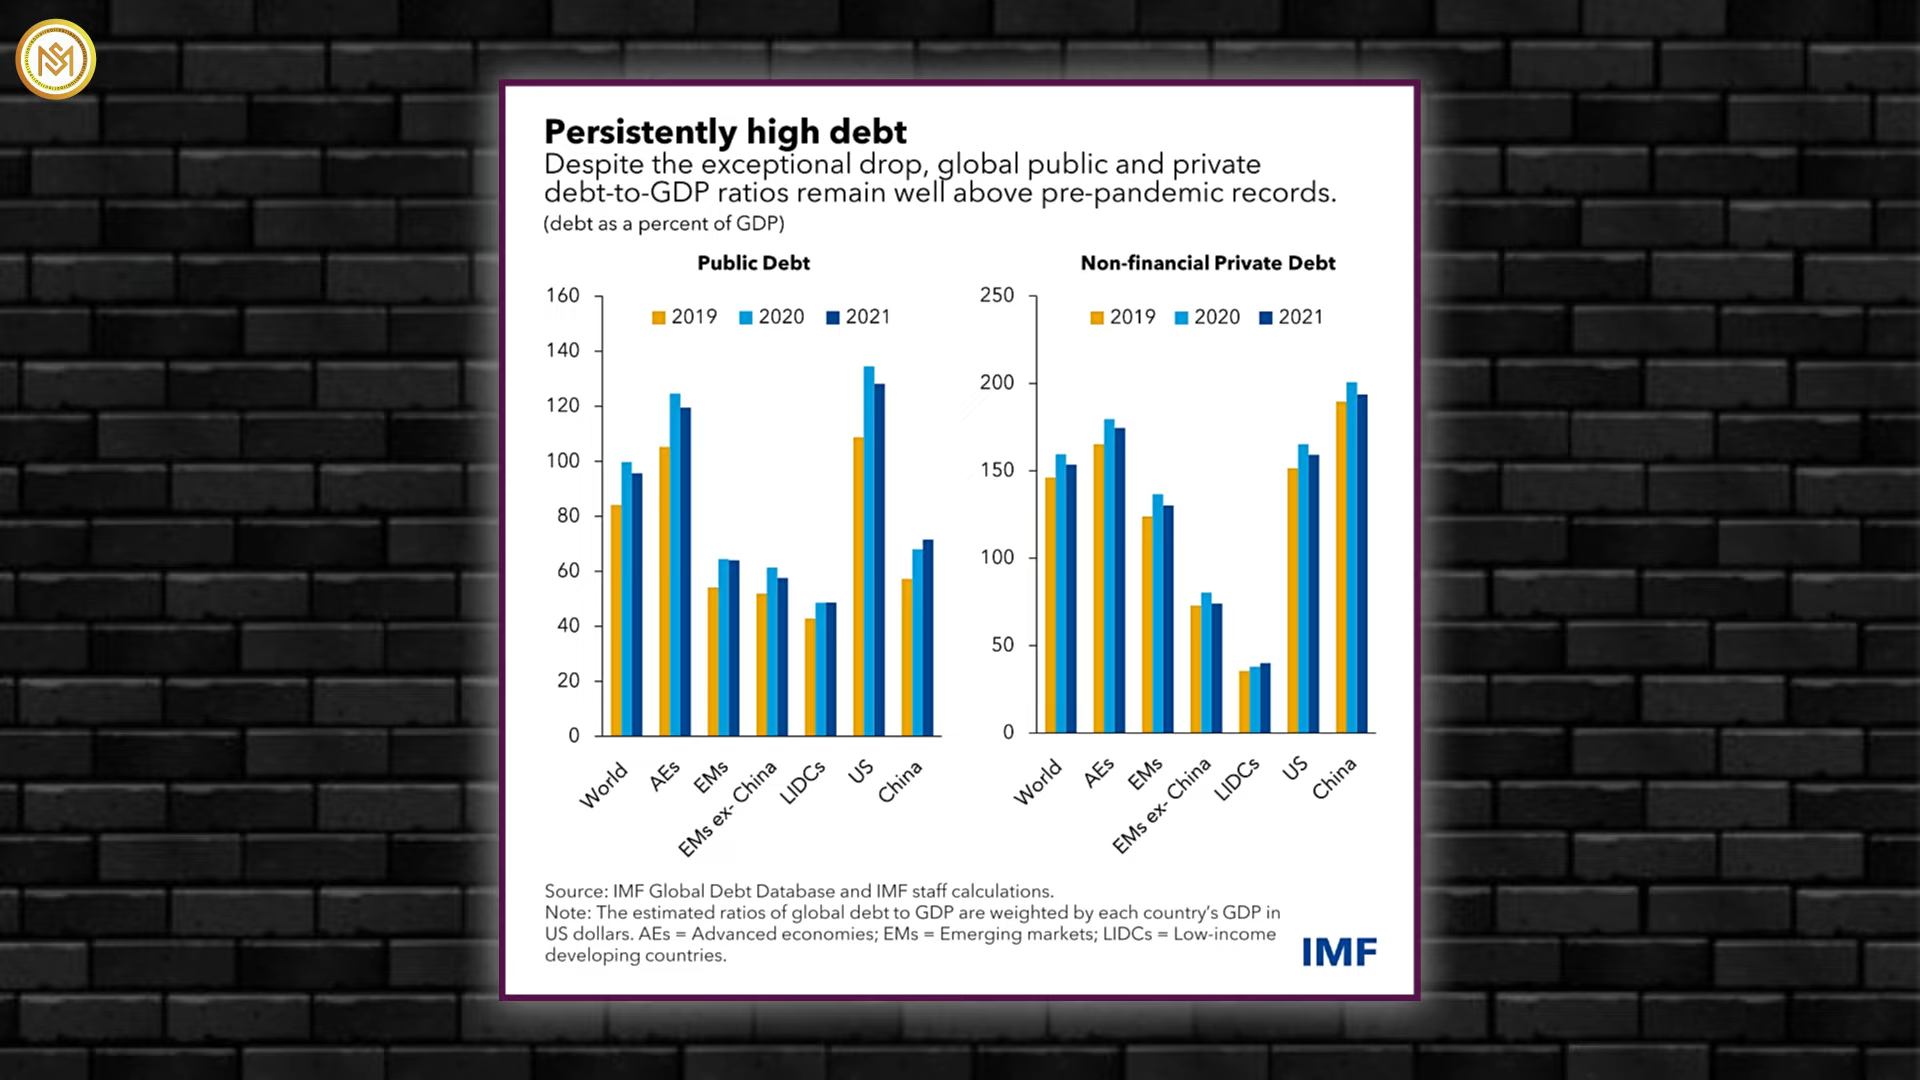 Persistently high debt
Despite the exceptional drop, global public and private
debt-to-GDP ratios remain well above pre-pandemic records.
(debt as a percent of GDP)
Public Debt
2019 2020 2021
160
140
120
100
80
60
40
20
0
World AEs EMs EMs ex- China LIDCs US China
Non-financial Private Debt
2019 2020 2021
250
200
150
100
50
0
World AEs EMs EMs ex- China LIDCs US China
Source: IMF Global Debt Database and IMF staff calculations.
Note: The estimated ratios of global debt to GDP are weighted by each country's GDP in
US dollars. AEs = Advanced economies; EMs = Emerging markets; LIDCs = Low-income
developing countries.
IMF